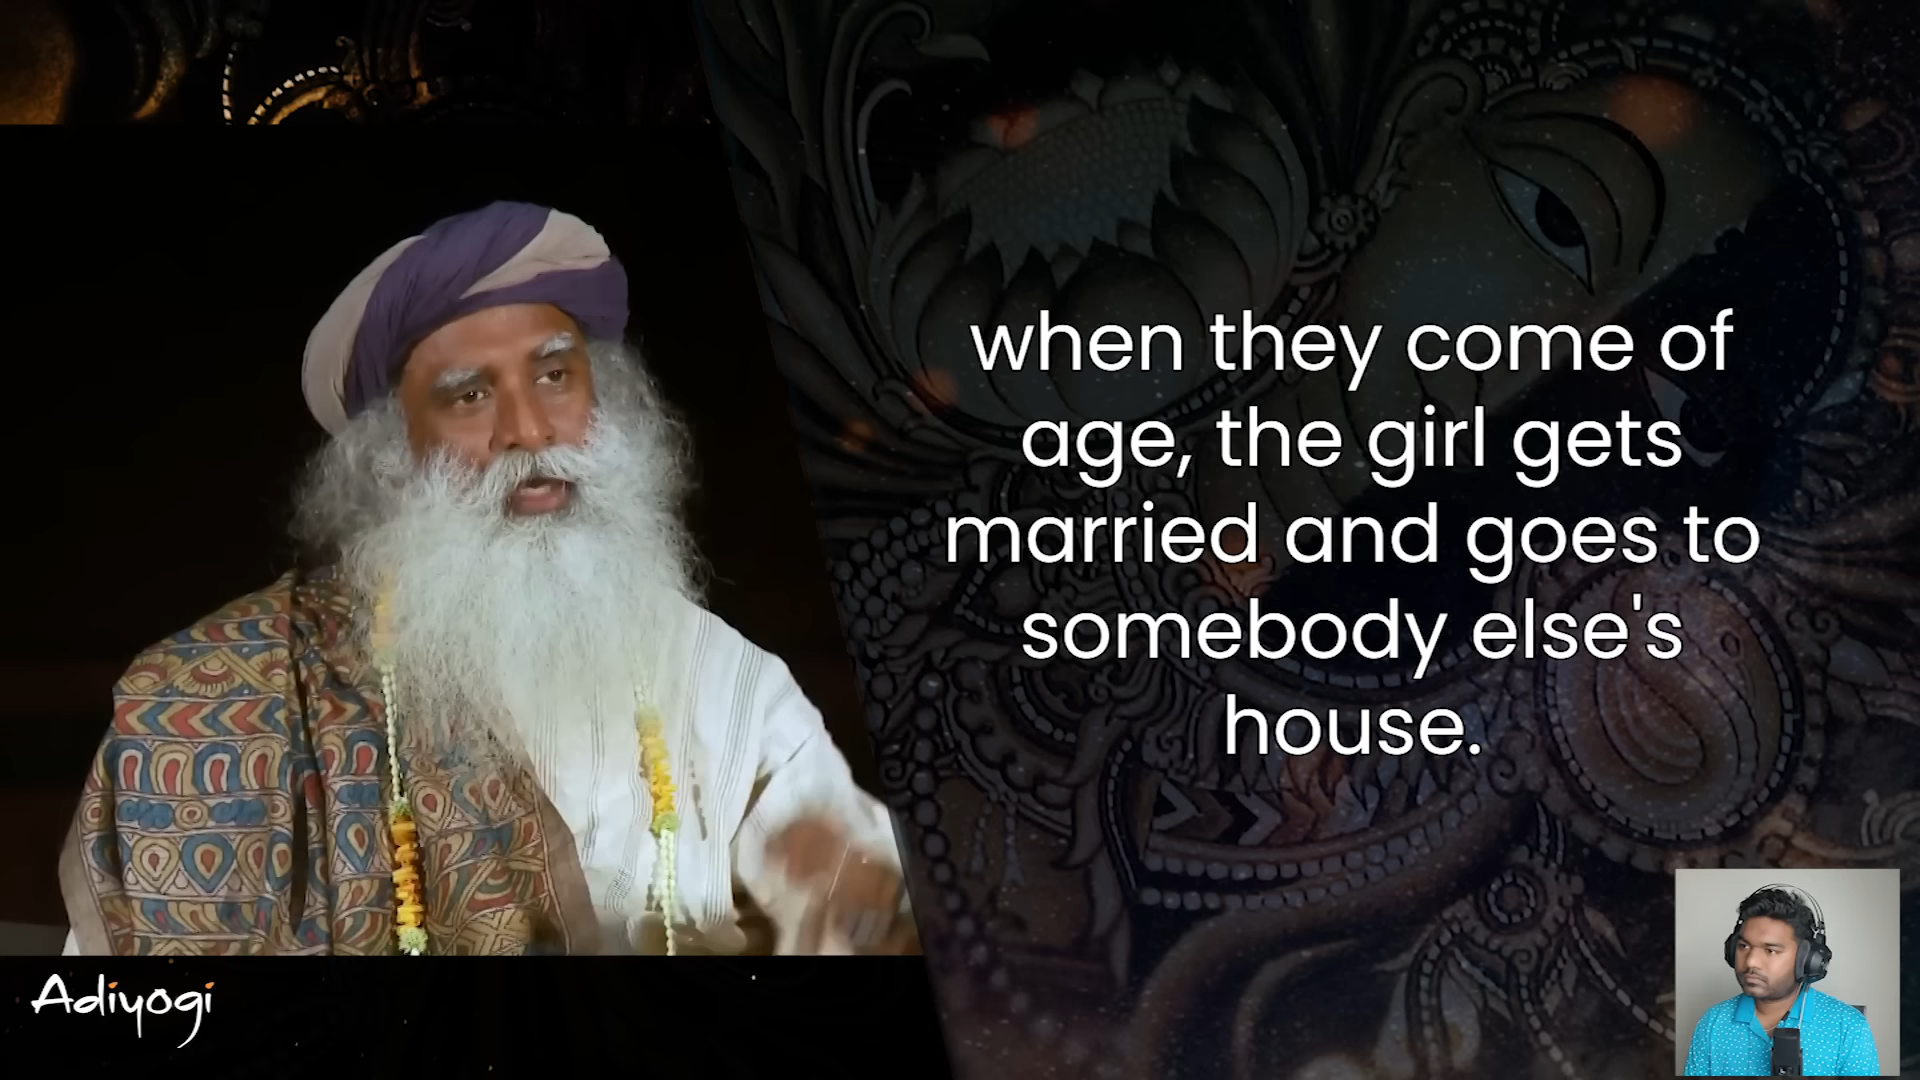 when they come of
age, the girl gets
married and goes to
somebody else's
house.
Adiyogi